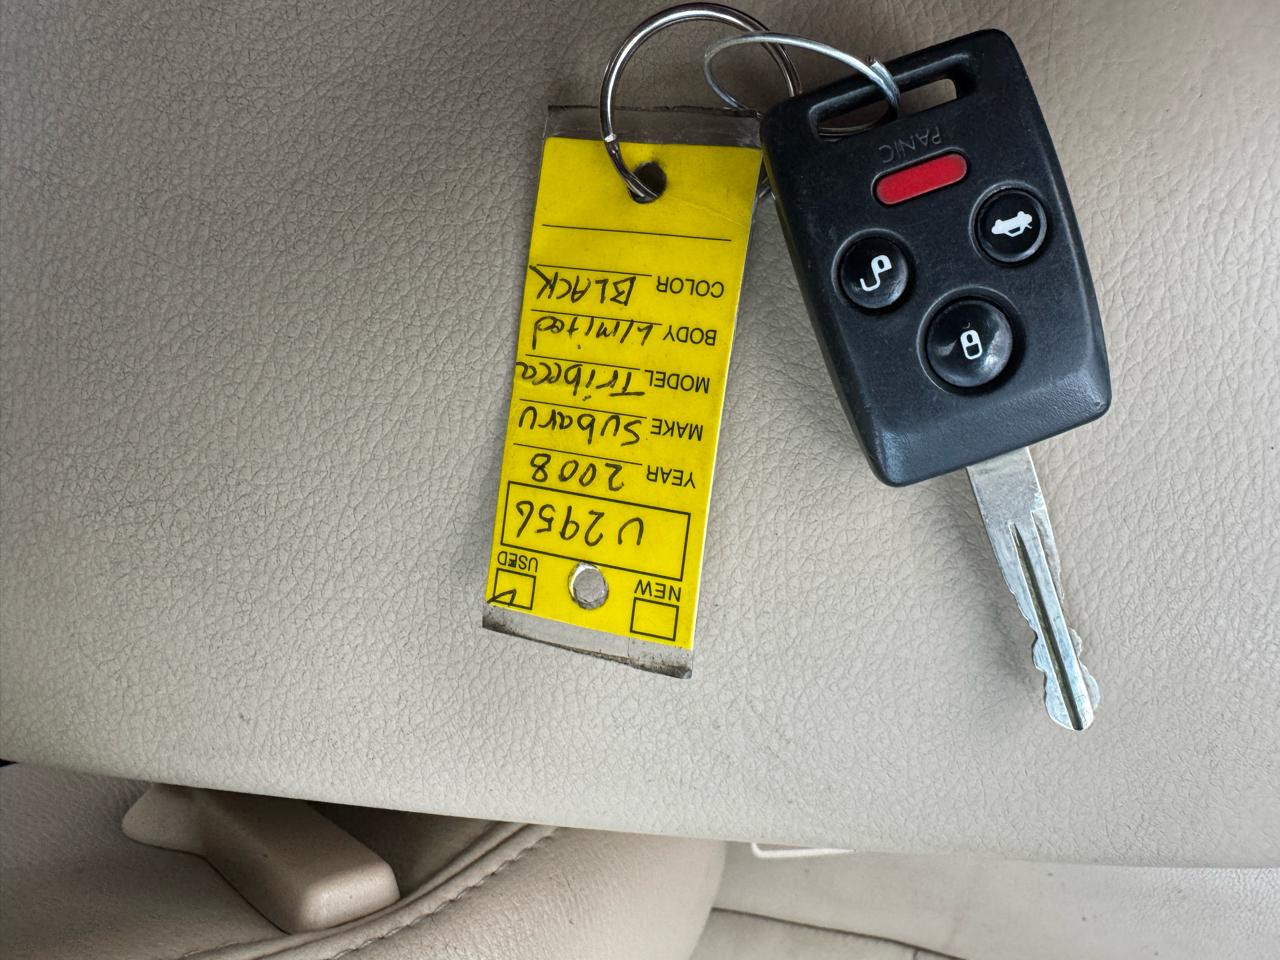 NEW USED
U2956
YEAR 2008
MAKE Subaru
MODEL Tribeca
BODY Limited
COLOR BLACK
PANIC